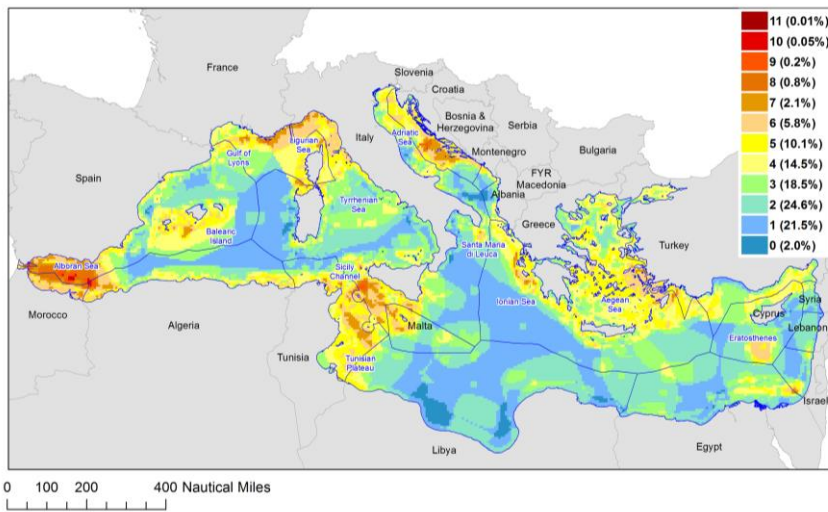 11 (0.01%)
10 (0.05%)
9 (0.2%)
8 (0.8%)
7 (2.1%)
6 (5.8%)
5 (10.1%)
4 (14.5%)
3 (18.5%)
2 (24.6%)
1 (21.5%)
0 (2.0%)
France
Slovenia
Croatia
Bosnia &
Herzegovina
Serbia
Italy
Adriatic
Sea
Montenegro
Bulgaria
Ligurian
Sea
Gulf of
Lyons
FYR
Macedonia
Albania
Spain
Tyrrhenian
Sea
Greece
Turkey
Balearic
Island
Santa Maria
di Leuca
Alboran Sea
Sicily
Channel
Ionian Sea
Aegean
Sea
Syria
Cyprus
Lebanon
Morocco
Algeria
Malta
Eratosthenes
Tunisia
Tunisian
Plateau
Israel
Libya
Egypt
0 100 200 400 Nautical Miles